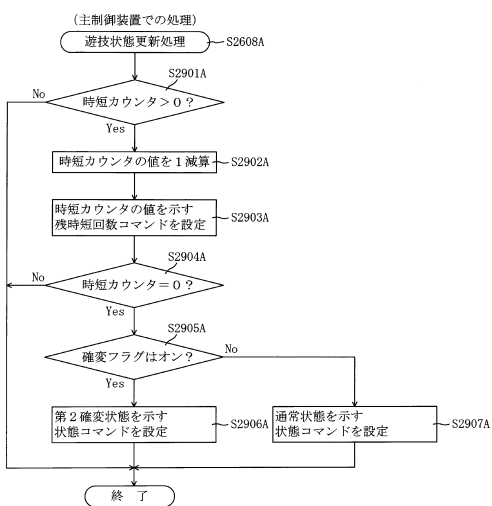 (主制御装置での処理)
遊技状態更新処理
S2608A
S2901A
時短カウンタ>0?
No
Yes
時短カウンタの値を1減算
S2902A
時短カウンタの値を示す
残時短回数コマンドを設定
S2903A
S2904A
時短カウンタ=0?
No
Yes
S2905A
確変フラグはオン?
No
Yes
第2確変状態を示す
状態コマンドを設定
S2906A
通常状態を示す
状態コマンドを設定
S2907A
終 了